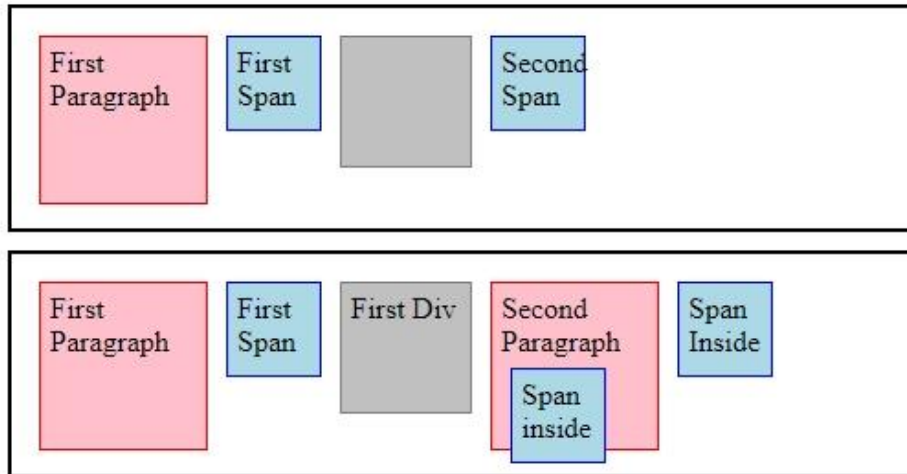 First
Paragraph
First
Span
Second
Span
First
Paragraph
First
Span
First Div
Second
Paragraph
Span
inside
Span
Inside